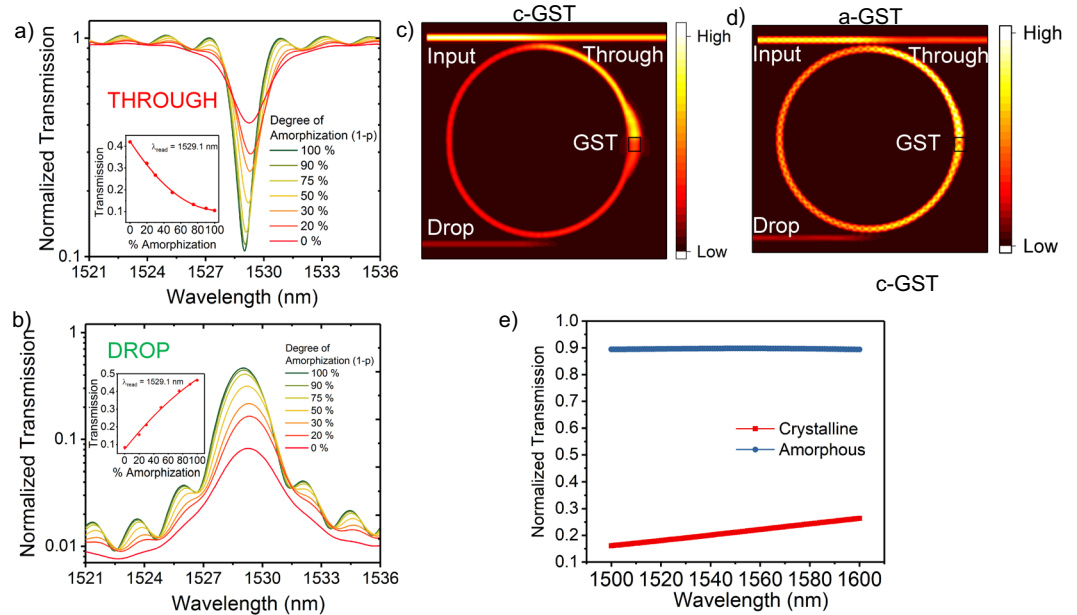 a)
Normalized Transmission
1
0.1
THROUGH
Degree of
Amorphization (1-p)
100 %
90 %
75 %
50 %
30 %
20 %
0 %
Transmission
0.4
0.3
0.2
0.1
λread = 1529.1 nm
0 20 40 60 80 100
% Amorphization
1521 1524 1527 1530 1533 1536
Wavelength (nm)
c)
c-GST
Input
Through
GST
Drop
High
Low
d)
a-GST
Input
Through
GST
Drop
High
Low
b)
Normalized Transmission
1
0.1
0.01
DROP
Degree of
Amorphization (1-p)
100 %
90 %
75 %
50 %
30 %
20 %
0 %
Transmission
0.5
0.4
0.3
0.2
0.1
λread = 1529.1 nm
0 20 40 60 80 100
% Amorphization
1521 1524 1527 1530 1533 1536
Wavelength (nm)
c-GST
e)
Normalized Transmission
1.0
0.9
0.8
0.7
0.6
0.5
0.4
0.3
0.2
0.1
Crystalline
Amorphous
1500 1520 1540 1560 1580 1600
Wavelength (nm)